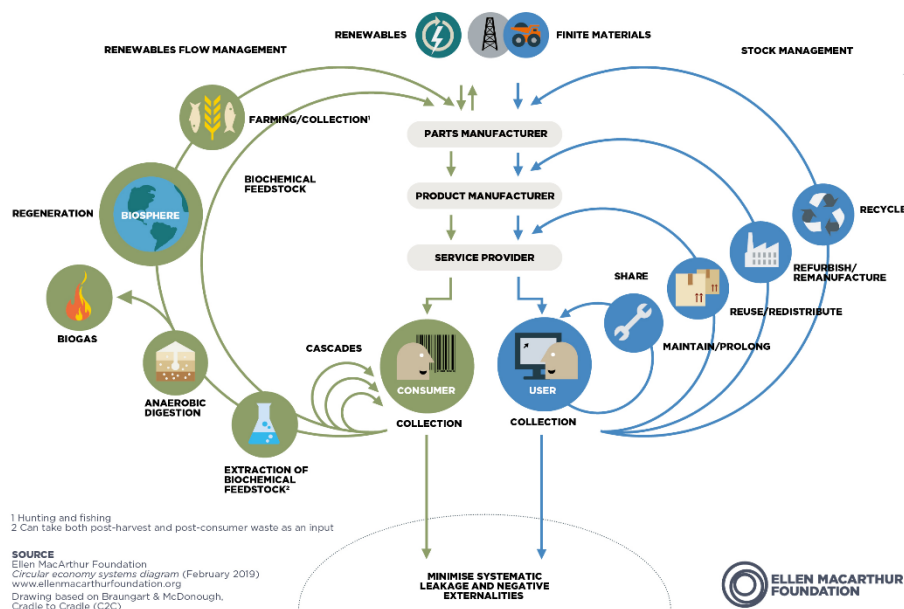 RENEWABLES
FINITE MATERIALS
RENEWABLES FLOW MANAGEMENT
STOCK MANAGEMENT
FARMING/COLLECTION¹
PARTS MANUFACTURER
BIOCHEMICAL
FEEDSTOCK
PRODUCT MANUFACTURER
REGENERATION
BIOSPHERE
RECYCLE
SERVICE PROVIDER
SHARE
REFURBISH/
REMANUFACTURE
REUSE/REDISTRIBUTE
BIOGAS
MAINTAIN/PROLONG
CASCADES
CONSUMER
USER
ANAEROBIC
DIGESTION
COLLECTION
COLLECTION
EXTRACTION OF
BIOCHEMICAL
FEEDSTOCK²
1 Hunting and fishing
2 Can take both post-harvest and post-consumer waste as an input
SOURCE
Ellen MacArthur Foundation
Circular economy systems diagram (February 2019)
www.ellenmacarthurfoundation.org
Drawing based on Braungart & McDonough,
Cradle to Cradle (C2C)
MINIMISE SYSTEMATIC
LEAKAGE AND NEGATIVE
EXTERNALITIES
ELLEN MACARTHUR
FOUNDATION